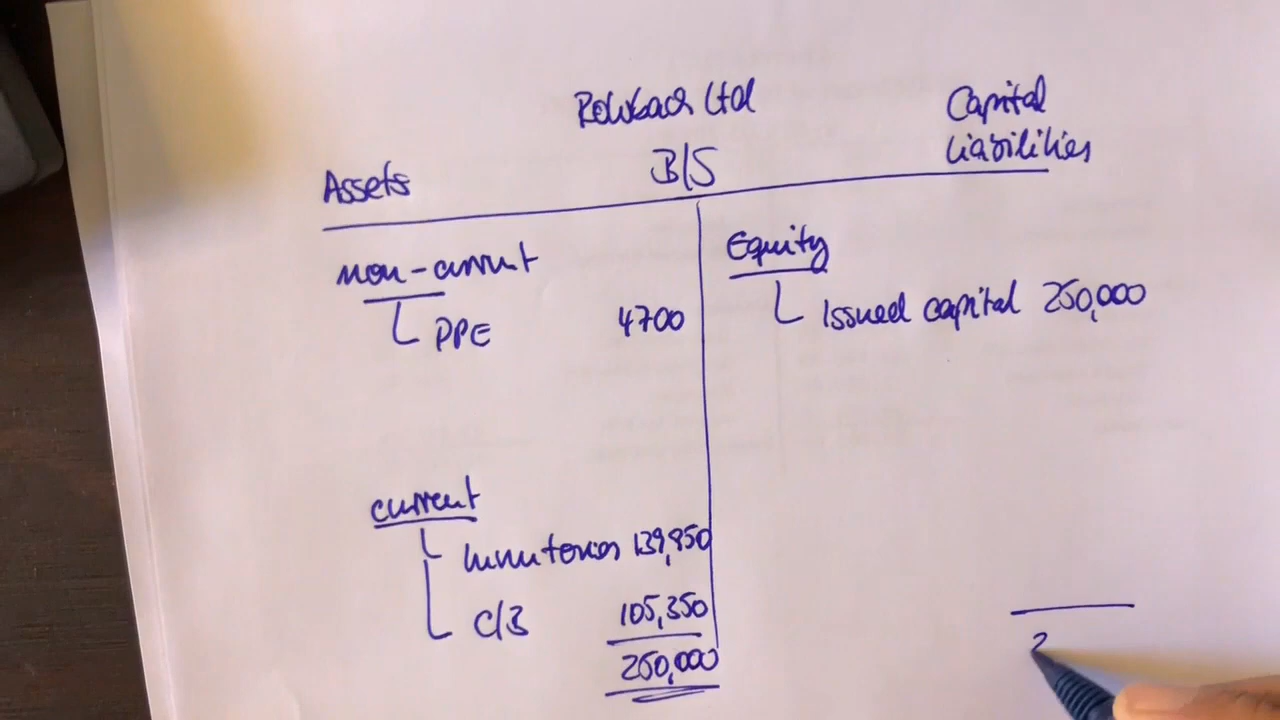 Ltd
Capital
Liabilities
Assets
B/S
non-current
PPE 4700
Equity
Issued capital 250,000
current
Inventories 139,950
C/B 105,350
250,000
2